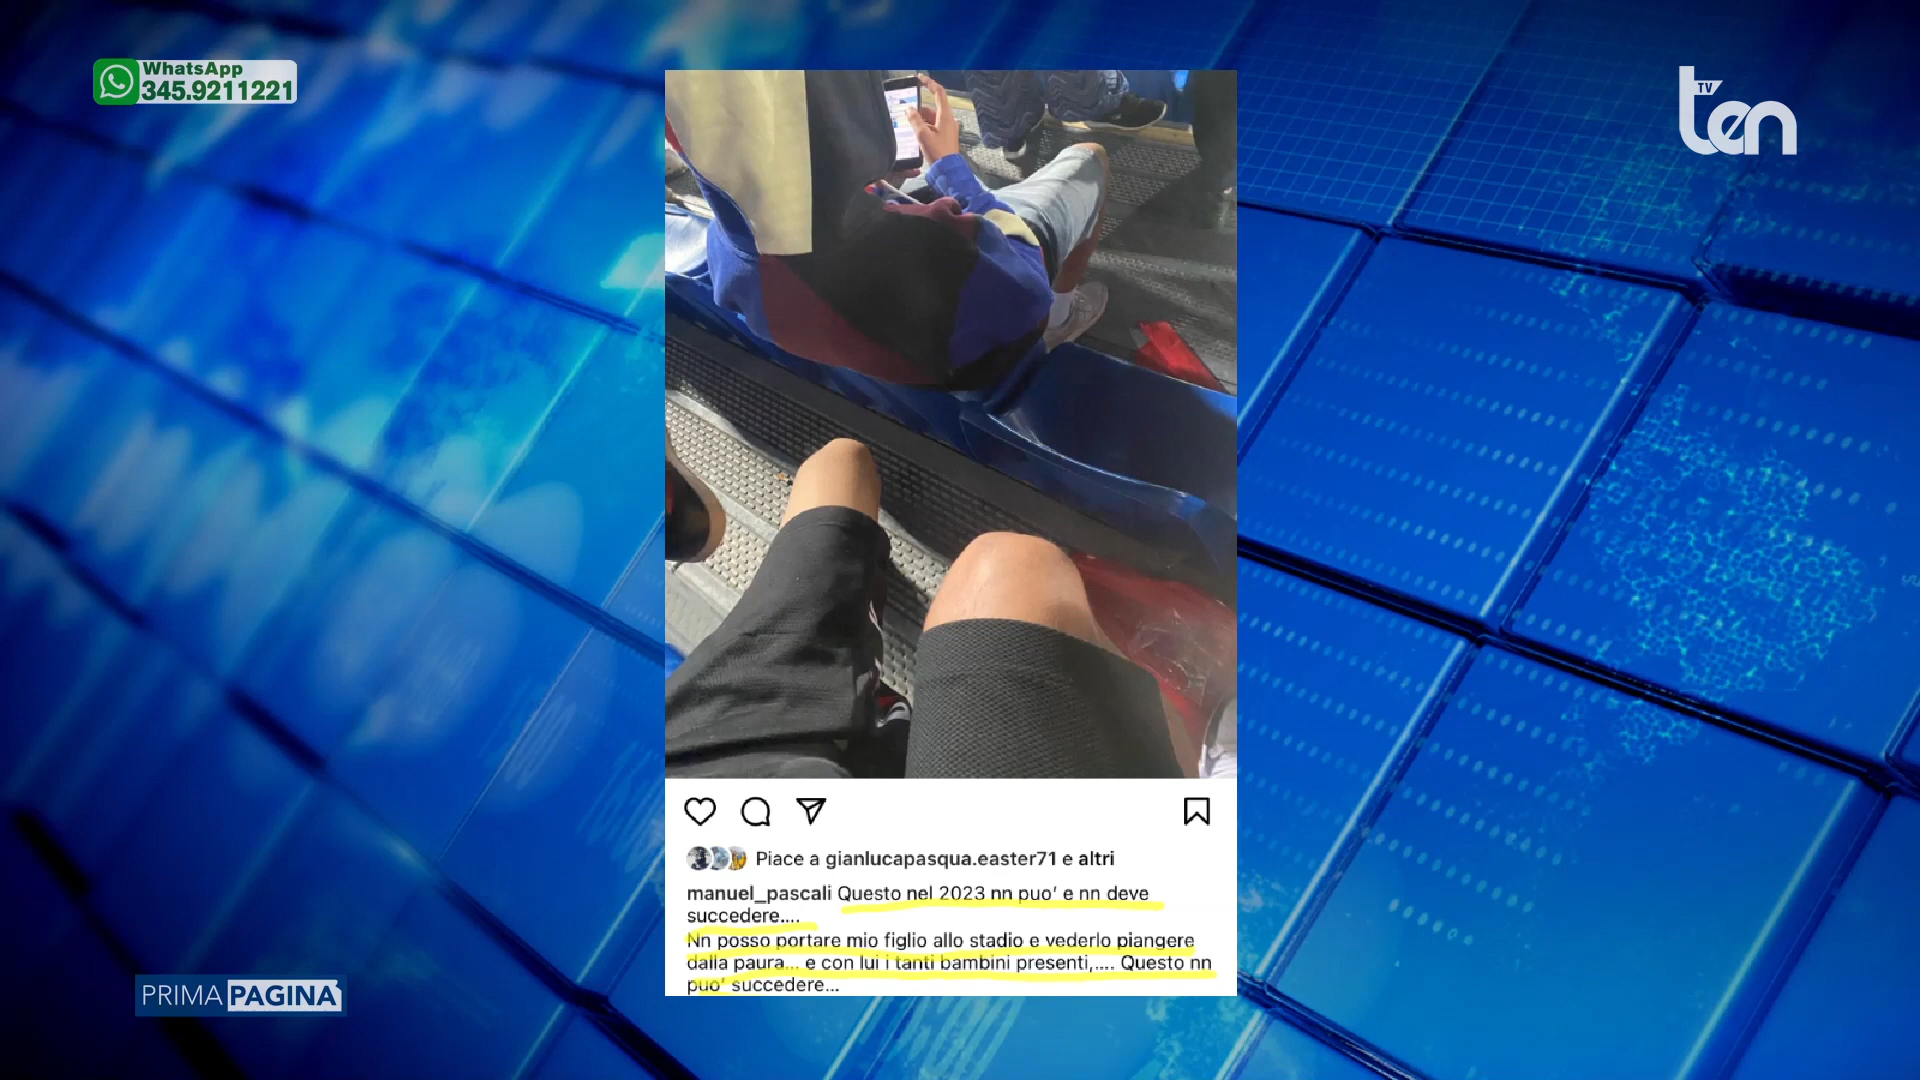 WhatsApp
345.9211221
TV
ten
Piace a gianlucapasqua.easter71 e altri
manuel_pascali Questo nel 2023 nn puo’ e nn deve
succedere....
Nn posso portare mio figlio allo stadio e vederlo piangere
dalla paura... e con lui i tanti bambini presenti,.... Questo nn
puo’ succedere...
PRIMA PAGINA